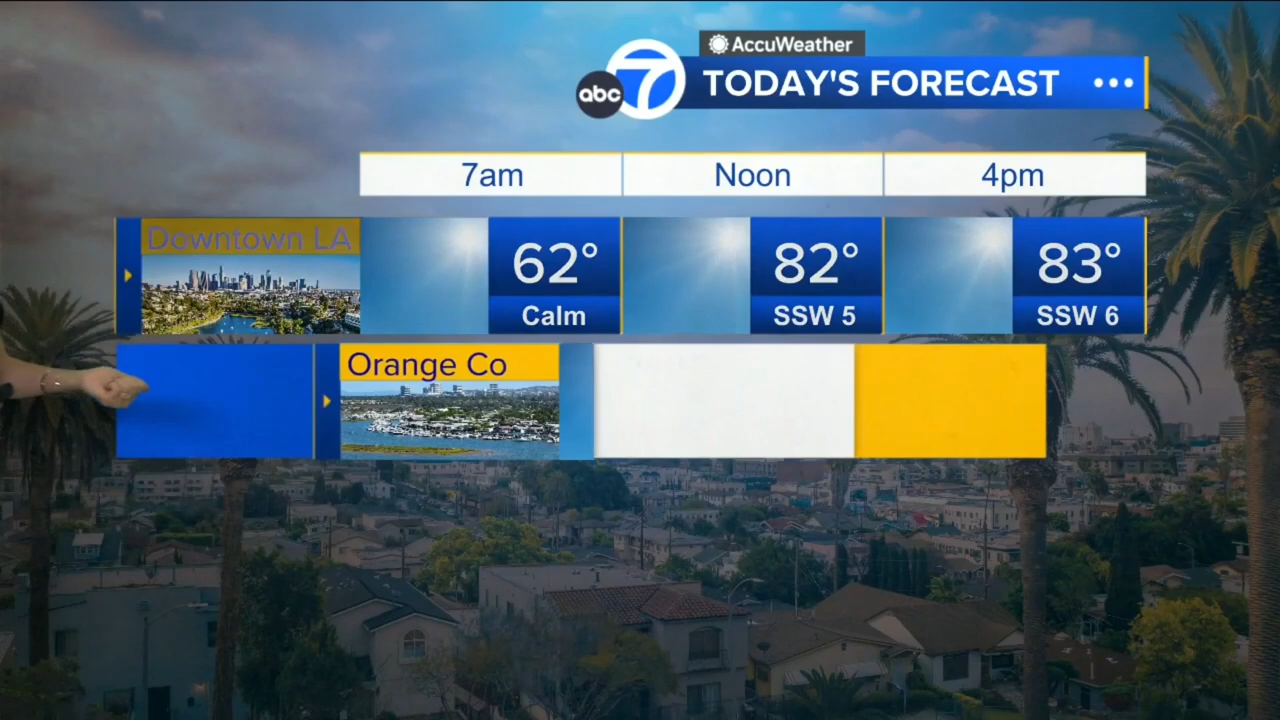 AccuWeather
abc 7 TODAY'S FORECAST
7am Noon 4pm
Downtown LA
62° 82° 83°
Calm SSW 5 SSW 6
Orange Co